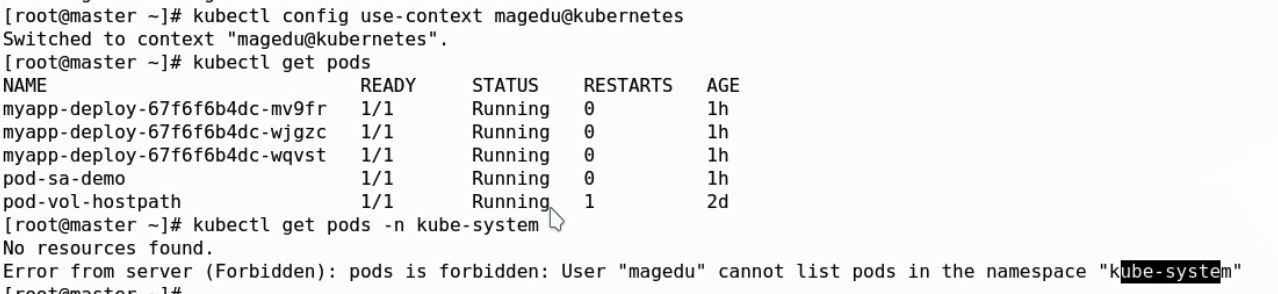 [root@master ~]# kubectl config use-context magedu@kubernetes
Switched to context "magedu@kubernetes".
[root@master ~]# kubectl get pods
NAME READY STATUS RESTARTS AGE
myapp-deploy-67f6f6b4dc-mv9fr 1/1 Running 0 1h
myapp-deploy-67f6f6b4dc-wjgzc 1/1 Running 0 1h
myapp-deploy-67f6f6b4dc-wqvst 1/1 Running 0 1h
pod-sa-demo 1/1 Running 0 1h
pod-vol-hostpath 1/1 Running 1 2d
[root@master ~]# kubectl get pods -n kube-system
No resources found.
Error from server (Forbidden): pods is forbidden: User "magedu" cannot list pods in the namespace "kube-system"
[root@master ~]#